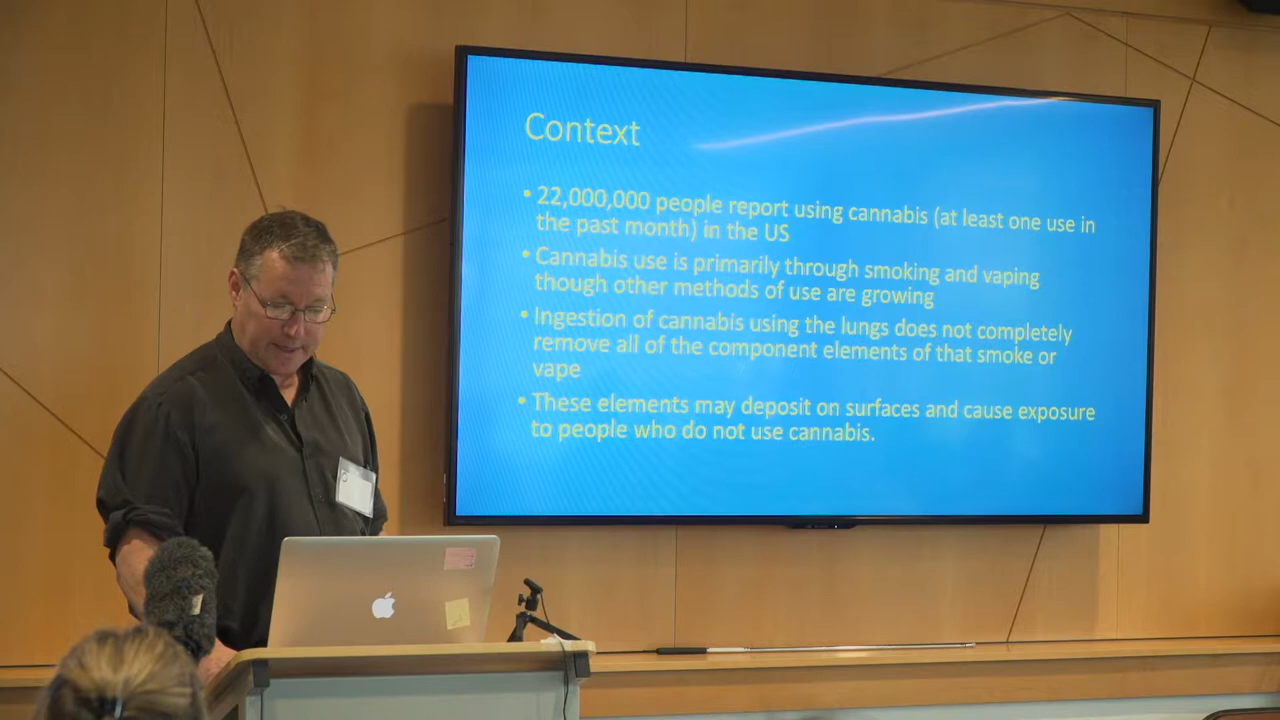 Context
• 22,000,000 people report using cannabis (at least one use in
the past month) in the US
• Cannabis use is primarily through smoking and vaping
though other methods of use are growing
• Ingestion of cannabis using the lungs does not completely
remove all of the component elements of that smoke or
vape
• These elements may deposit on surfaces and cause exposure
to people who do not use cannabis.